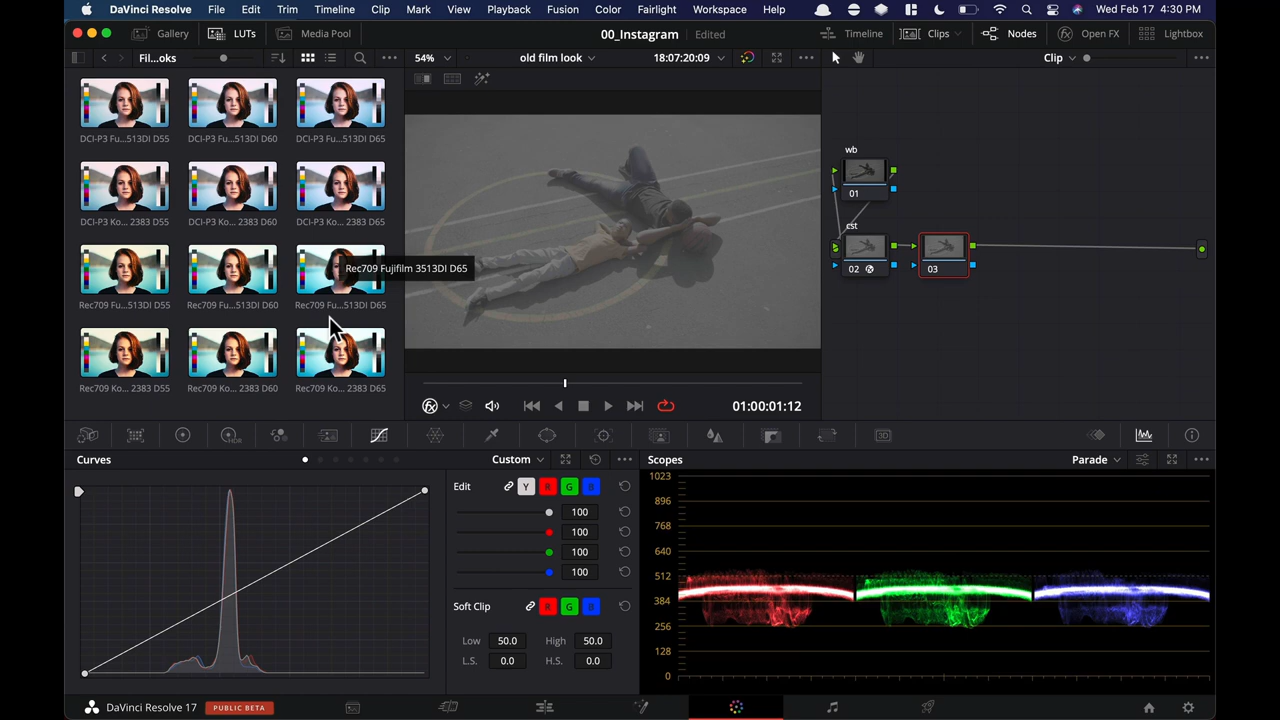 DaVinci Resolve File Edit Trim Timeline Clip Mark View Playback Fusion Color Fairlight Workspace Help Wed Feb 17 4:30 PM
Gallery LUTs Media Pool 00_Instagram Edited Timeline Clips Nodes Open FX Lightbox
Fil...oks 54% old film look 18:07:20:09 Clip
DCI-P3 Fu...513DI D55 DCI-P3 Fu...513DI D60 DCI-P3 Fu...513DI D65
DCI-P3 Ko... 2383 D55 DCI-P3 Ko... 2383 D60 DCI-P3 Ko... 2383 D65
Rec709 Fujifilm 3513DI D65
Rec709 Fu...513DI D55 Rec709 Fu...513DI D60 Rec709 Fu...513DI D65
Rec709 Ko... 2383 D55 Rec709 Ko... 2383 D60 Rec709 Ko... 2383 D65
wb
01
cst
02 03
01:00:01:12
HDR
3D
Curves Custom Scopes Parade
Edit Y R G B
100
100
100
100
Soft Clip R G B
Low 50.0 High 50.0
L.S. 0.0 H.S. 0.0
1023
896
768
640
512
384
256
128
0
DaVinci Resolve 17 PUBLIC BETA